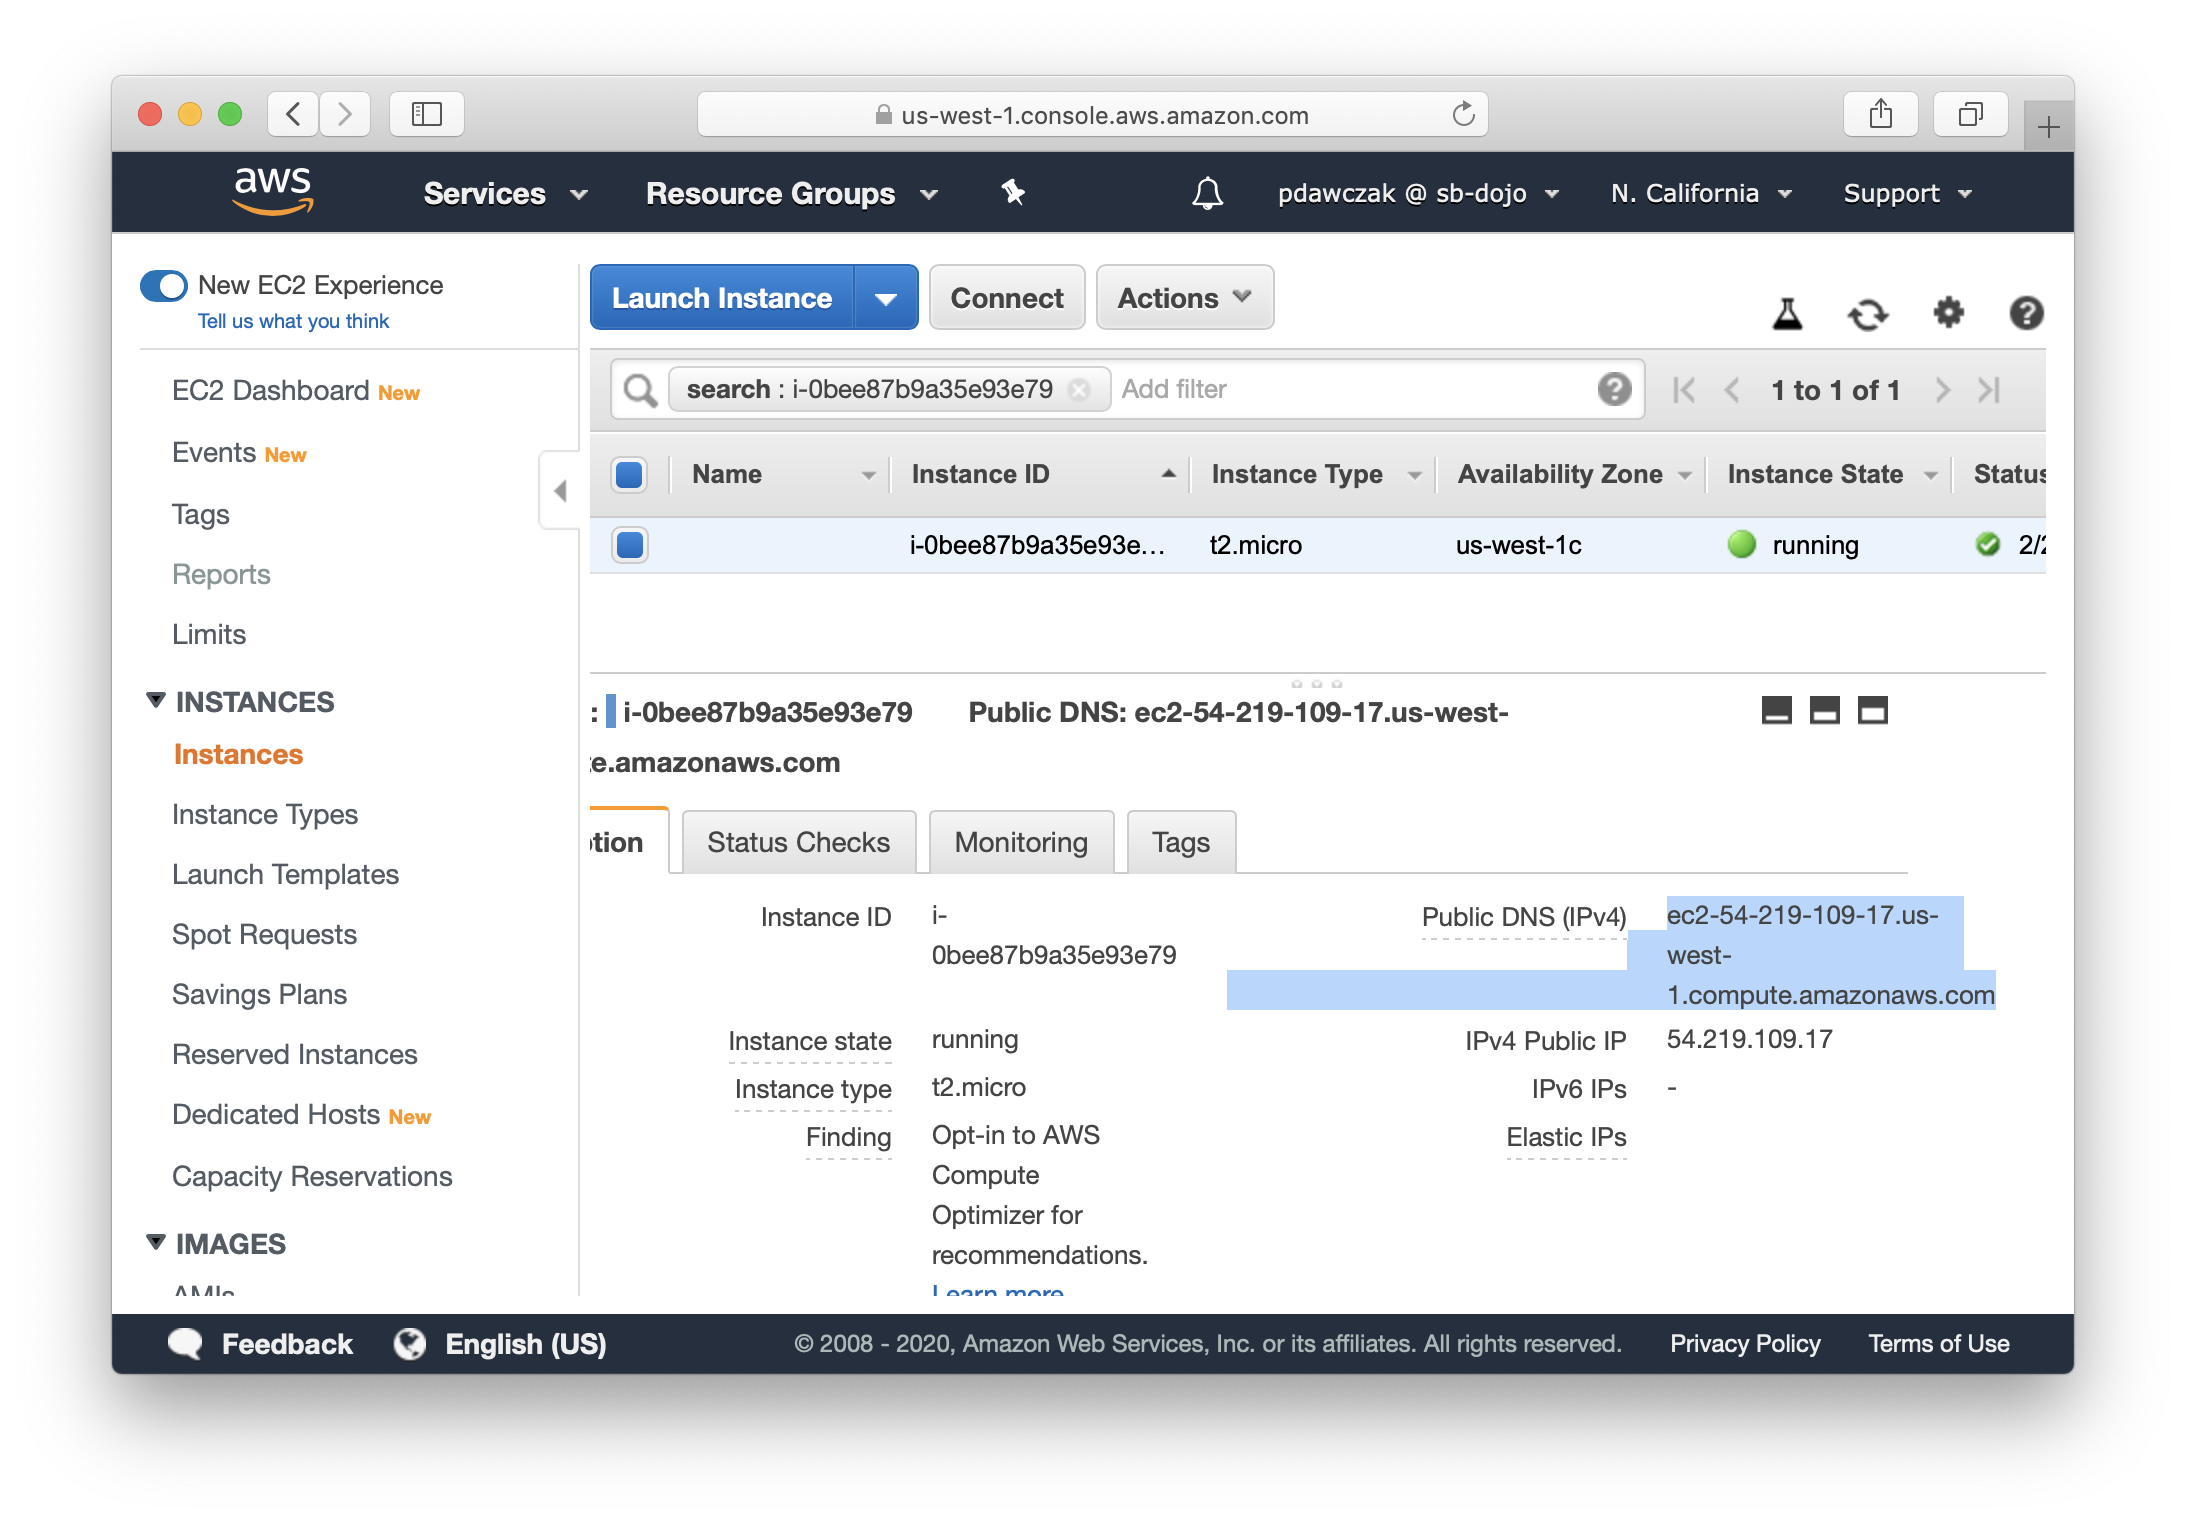 us-west-1.console.aws.amazon.com
aws Services Resource Groups pdawczak @ sb-dojo N. California Support
New EC2 Experience
Tell us what you think
EC2 Dashboard New
Events New
Tags
Reports
Limits
INSTANCES
Instances
Instance Types
Launch Templates
Spot Requests
Savings Plans
Reserved Instances
Dedicated Hosts New
Capacity Reservations
IMAGES
AMIs
Launch Instance Connect Actions
search : i-0bee87b9a35e93e79 Add filter 1 to 1 of 1
Name Instance ID Instance Type Availability Zone Instance State Status
i-0bee87b9a35e93e... t2.micro us-west-1c running 2/2
: i-0bee87b9a35e93e79 Public DNS: ec2-54-219-109-17.us-west-
e.amazonaws.com
tion Status Checks Monitoring Tags
Instance ID i-
0bee87b9a35e93e79
Public DNS (IPv4) ec2-54-219-109-17.us-
west-
1.compute.amazonaws.com
Instance state running
IPv4 Public IP 54.219.109.17
Instance type t2.micro
IPv6 IPs -
Finding Opt-in to AWS
Compute
Optimizer for
recommendations.
Learn more
Elastic IPs
Feedback English (US) © 2008 - 2020, Amazon Web Services, Inc. or its affiliates. All rights reserved. Privacy Policy Terms of Use